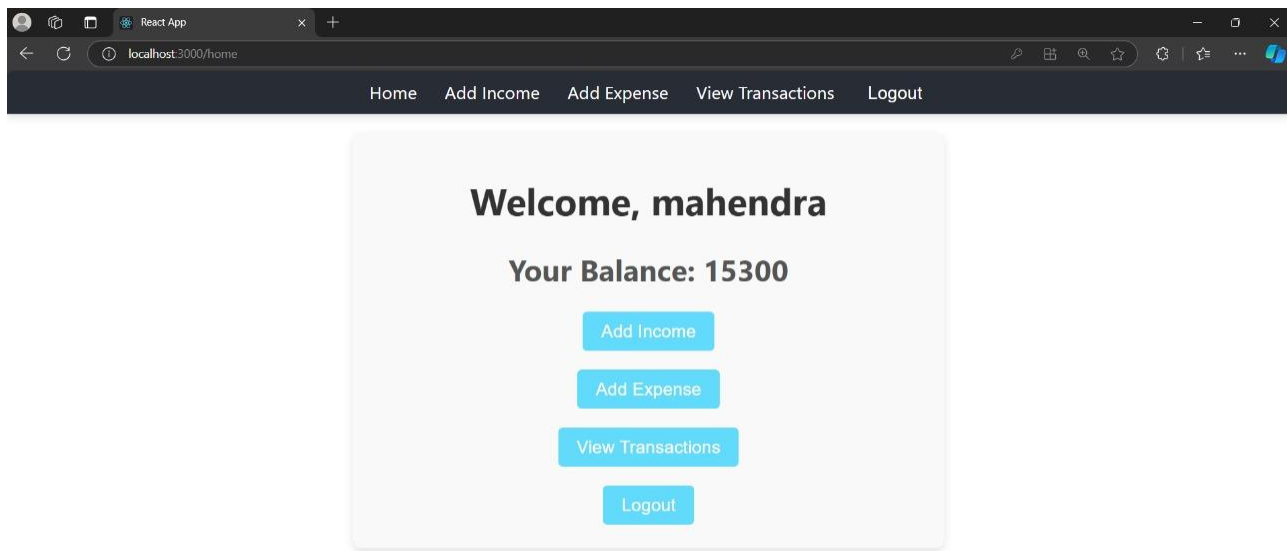 React App
localhost:3000/home
Home Add Income Add Expense View Transactions Logout
Welcome, mahendra
Your Balance: 15300
Add Income
Add Expense
View Transactions
Logout